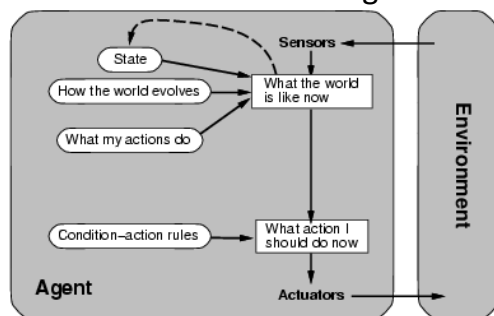 Sensors
State
What the world
is like now
How the world evolves
What my actions do
Environment
What action I
should do now
Condition–action rules
Agent
Actuators